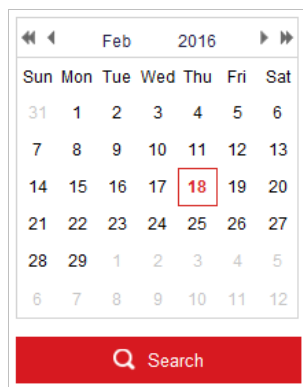 Feb 2016
Sun Mon Tue Wed Thu Fri Sat
31 1 2 3 4 5 6
7 8 9 10 11 12 13
14 15 16 17 18 19 20
21 22 23 24 25 26 27
28 29 1 2 3 4 5
6 7 8 9 10 11 12
Search